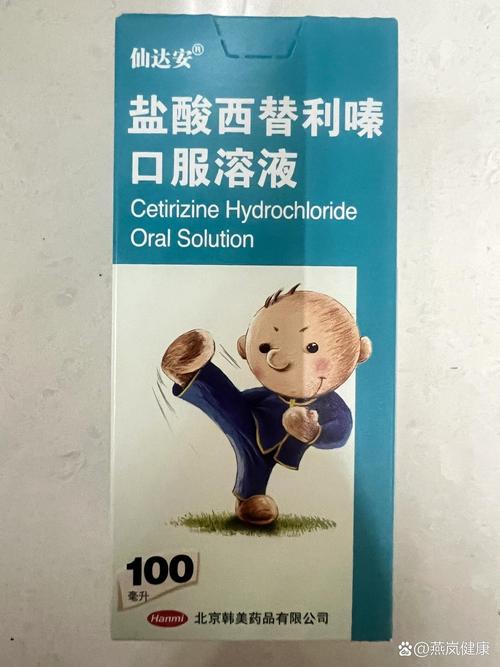 仙达安®
盐酸西替利嗪
口服溶液
Cetirizine Hydrochloride
Oral Solution
100
毫升
Hanmi 北京韩美药品有限公司
燕岚健康